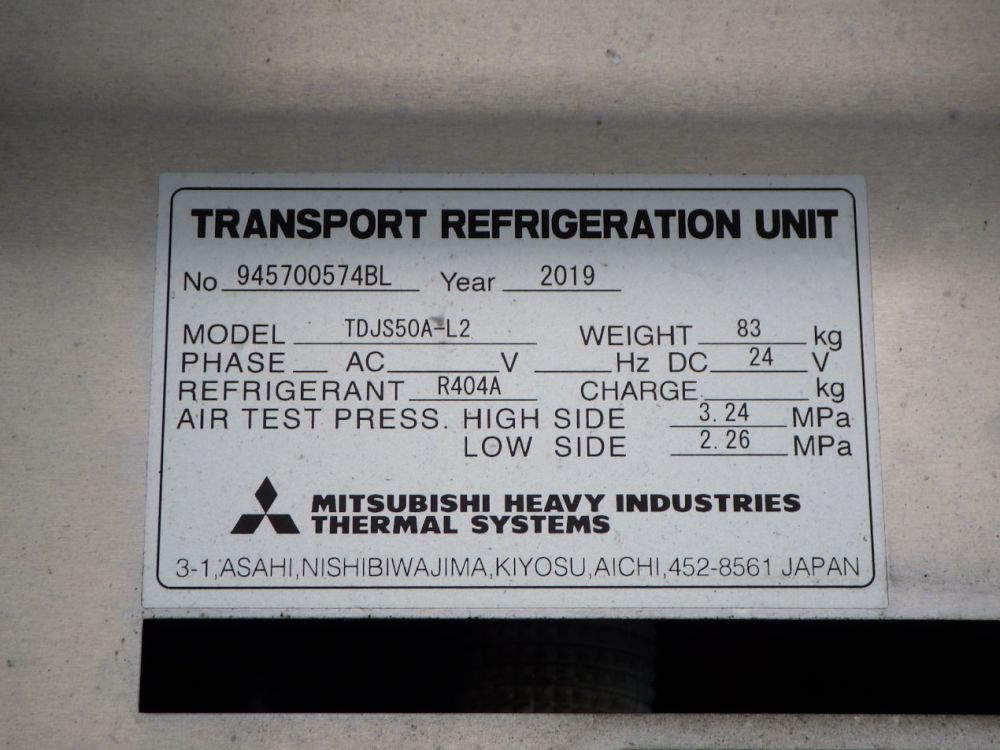 TRANSPORT REFRIGERATION UNIT
No 945700574BL Year 2019
MODEL TDJS50A-L2 WEIGHT 83 kg
PHASE AC V Hz DC 24 V
REFRIGERANT R404A CHARGE kg
AIR TEST PRESS. HIGH SIDE 3.24 MPa
LOW SIDE 2.26 MPa
MITSUBISHI HEAVY INDUSTRIES
THERMAL SYSTEMS
3-1,ASAHI,NISHIBIWAJIMA,KIYOSU,AICHI,452-8561 JAPAN